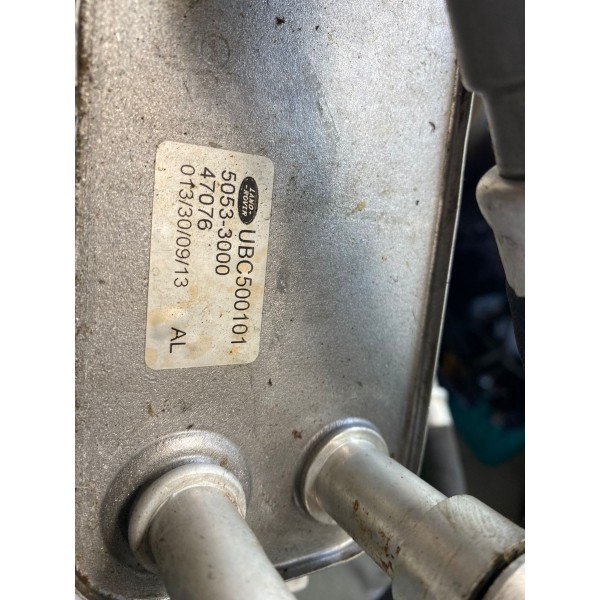 LAND-
-ROVER
UBC500101
5053-3000
47076
013/30/09/13 AL